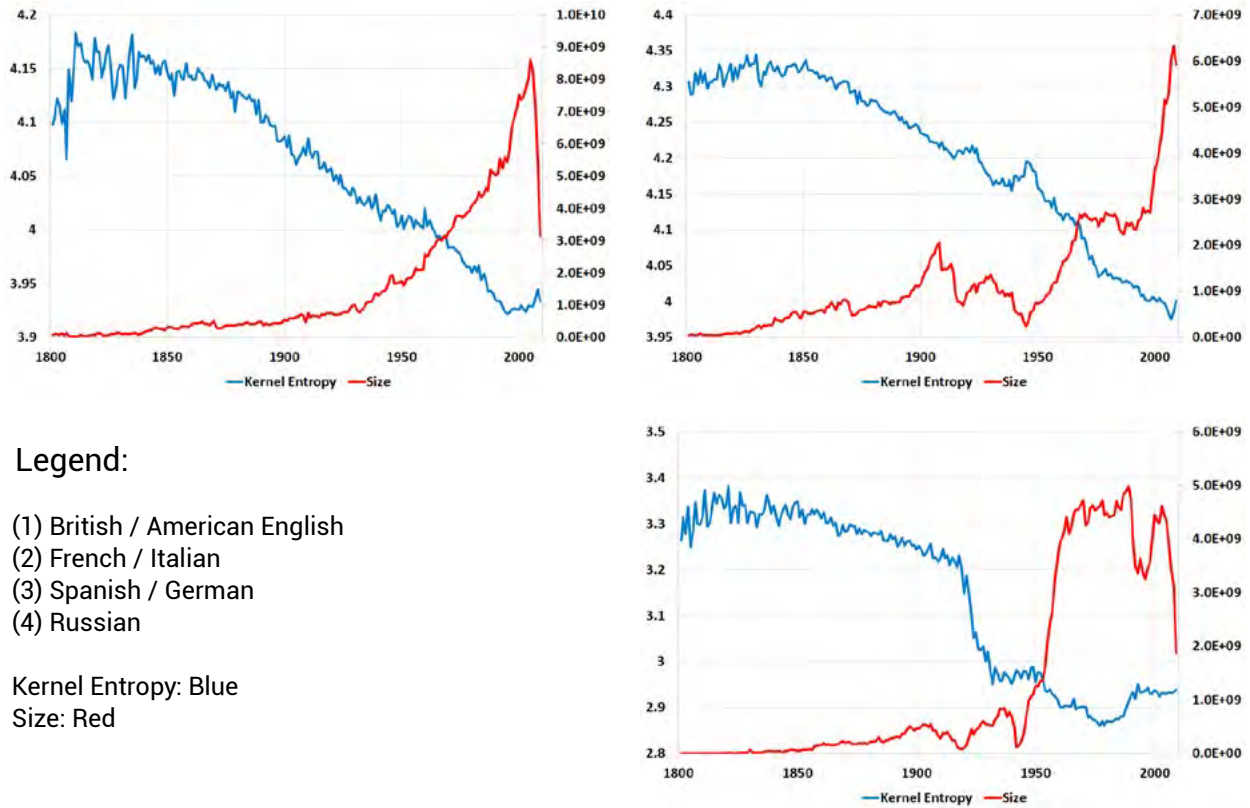 4.2
4.15
4.1
4.05
4
3.95
3.9
1.0E+10
9.0E+09
8.0E+09
7.0E+09
6.0E+09
5.0E+09
4.0E+09
3.0E+09
2.0E+09
1.0E+09
0.0E+00
1800 1850 1900 1950 2000
Kernel Entropy Size
4.4
4.35
4.3
4.25
4.2
4.15
4.1
4.05
4
3.95
7.0E+09
6.0E+09
5.0E+09
4.0E+09
3.0E+09
2.0E+09
1.0E+09
0.0E+00
1800 1850 1900 1950 2000
Kernel Entropy Size
Legend:
(1) British / American English
(2) French / Italian
(3) Spanish / German
(4) Russian
Kernel Entropy: Blue
Size: Red
3.5
3.4
3.3
3.2
3.1
3
2.9
2.8
6.0E+09
5.0E+09
4.0E+09
3.0E+09
2.0E+09
1.0E+09
0.0E+00
1800 1850 1900 1950 2000
Kernel Entropy Size